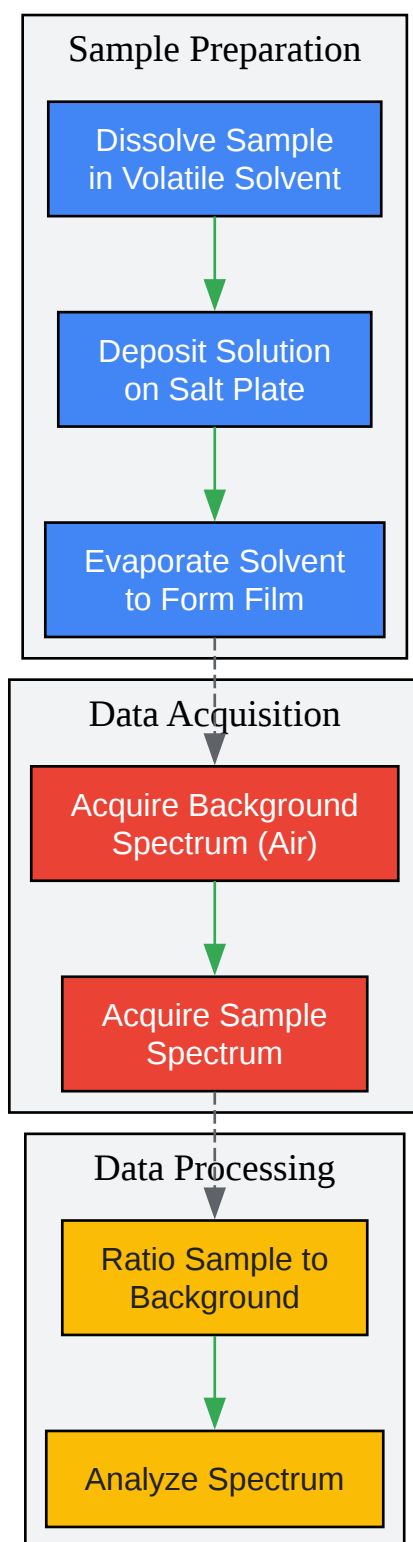 Sample Preparation
Dissolve Sample
in Volatile Solvent
Deposit Solution
on Salt Plate
Evaporate Solvent
to Form Film
Data Acquisition
Acquire Background
Spectrum (Air)
Acquire Sample
Spectrum
Data Processing
Ratio Sample to
Background
Analyze Spectrum